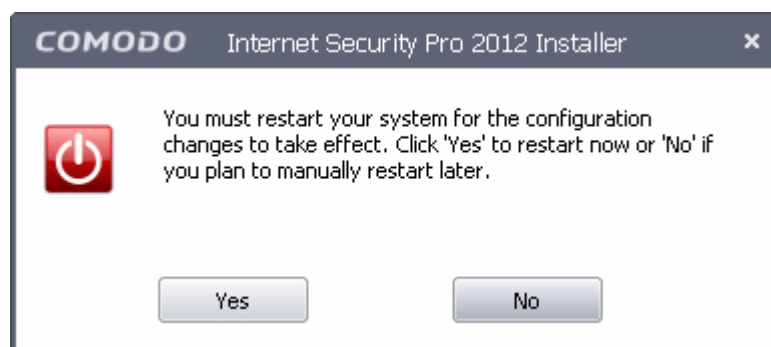 COMODO Internet Security Pro 2012 Installer
You must restart your system for the configuration
changes to take effect. Click 'Yes' to restart now or 'No' if
you plan to manually restart later.
Yes No